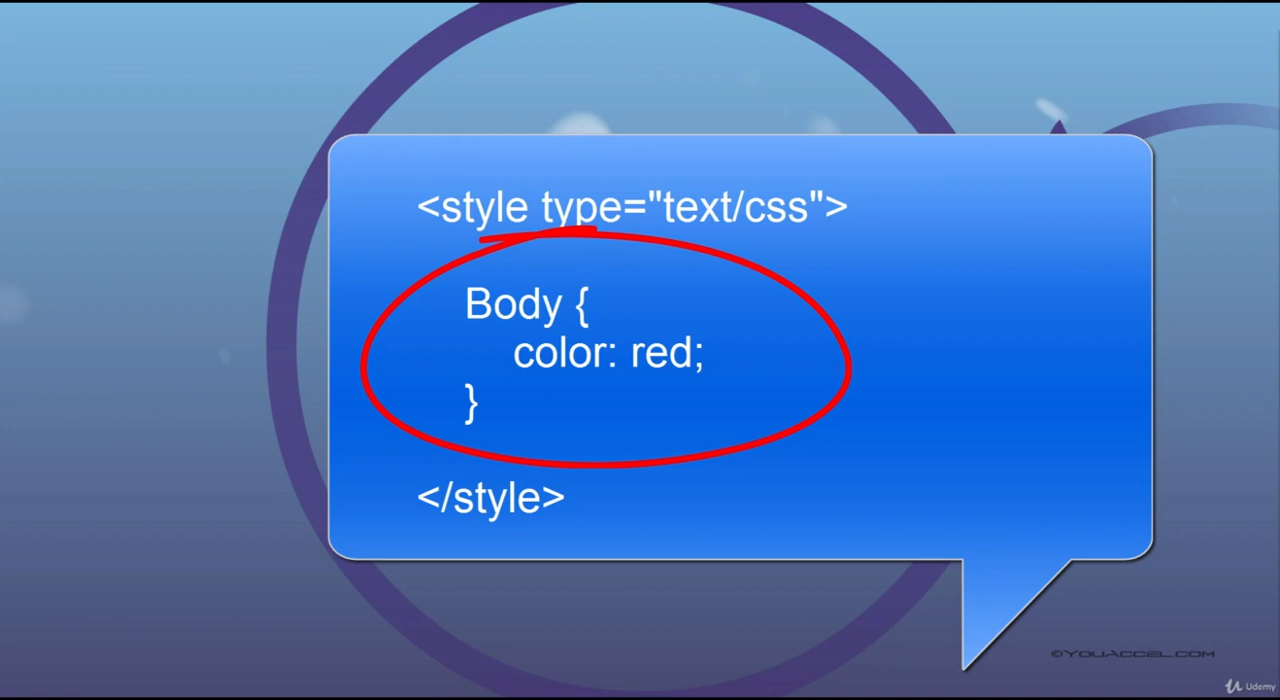 <style type="text/css">
Body {
color: red;
}
</style>
©YouAccel.com
Udemy